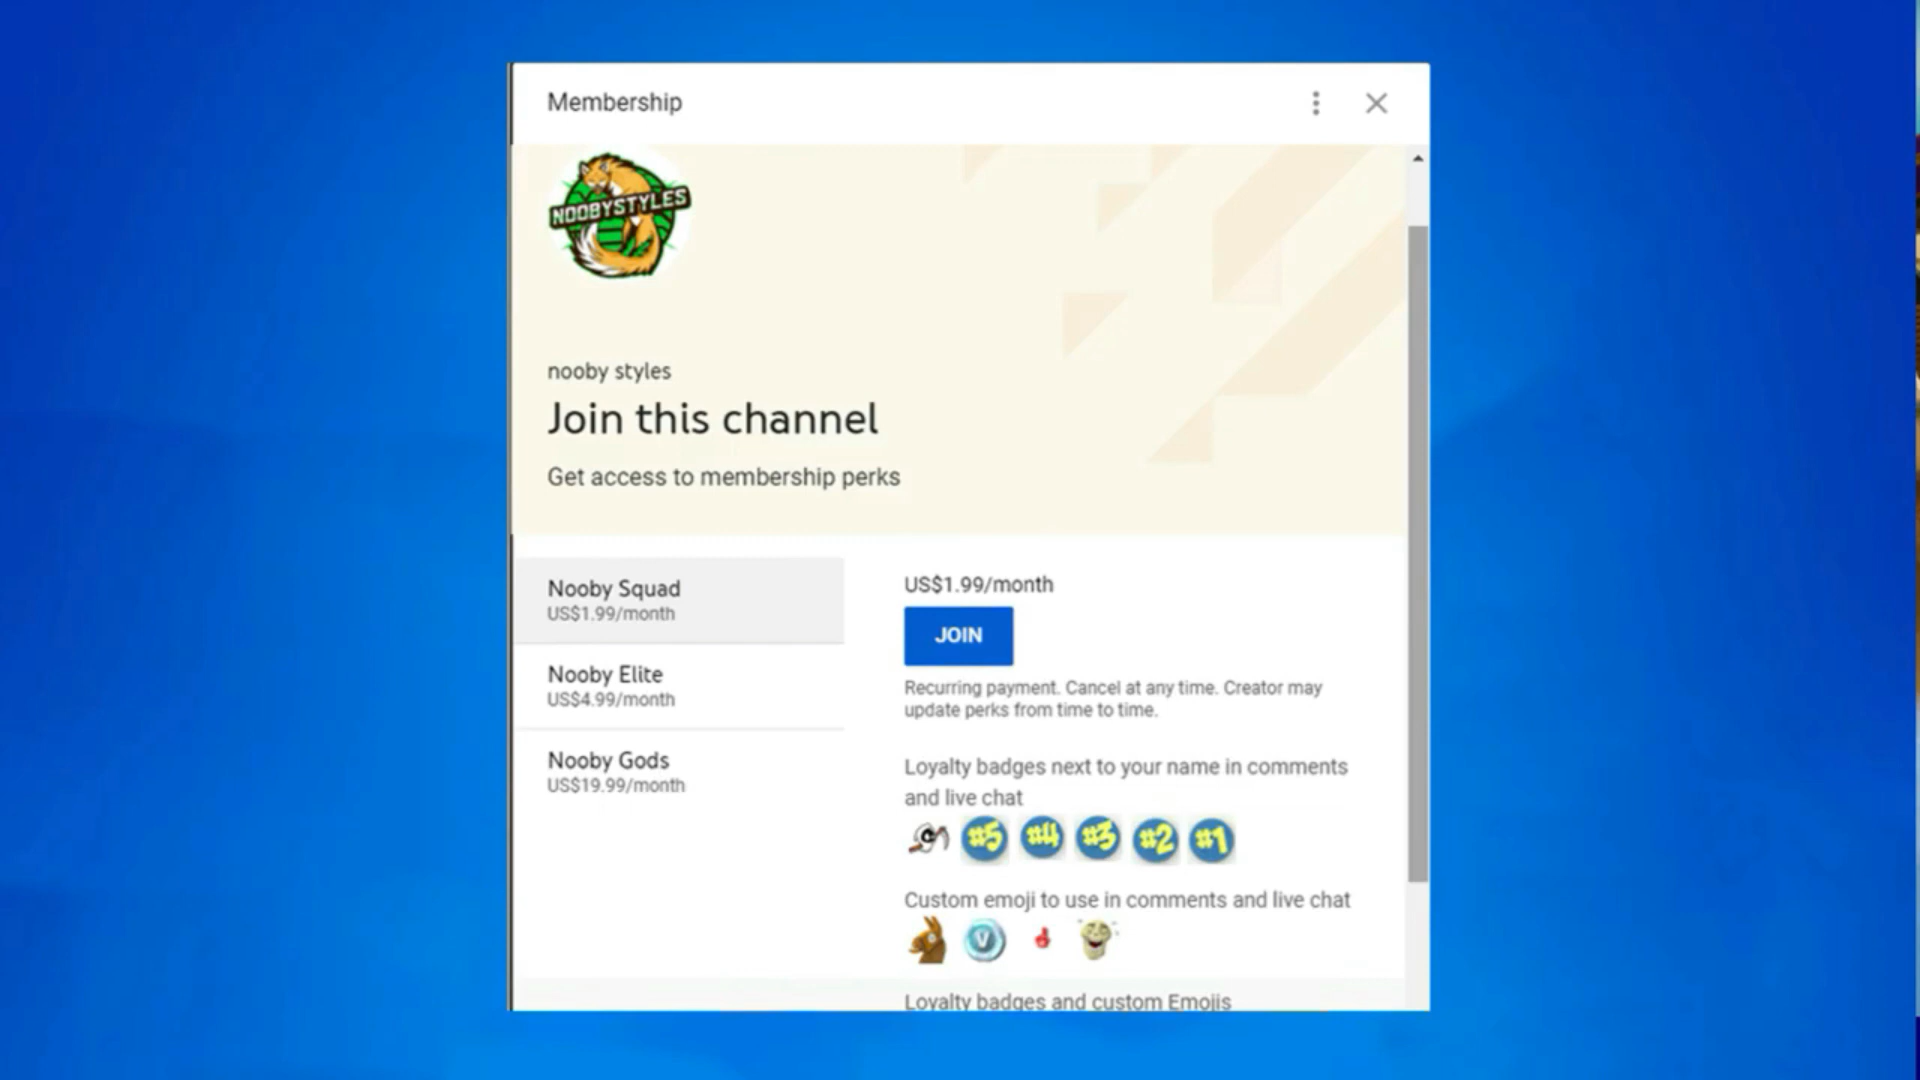 Membership
NOOBYSTYLES
nooby styles
Join this channel
Get access to membership perks
Nooby Squad
US$1.99/month
Nooby Elite
US$4.99/month
Nooby Gods
US$19.99/month
US$1.99/month
JOIN
Recurring payment. Cancel at any time. Creator may
update perks from time to time.
Loyalty badges next to your name in comments
and live chat
#5 #4 #3 #2 #1
Custom emoji to use in comments and live chat
V
Loyalty badges and custom Emojis